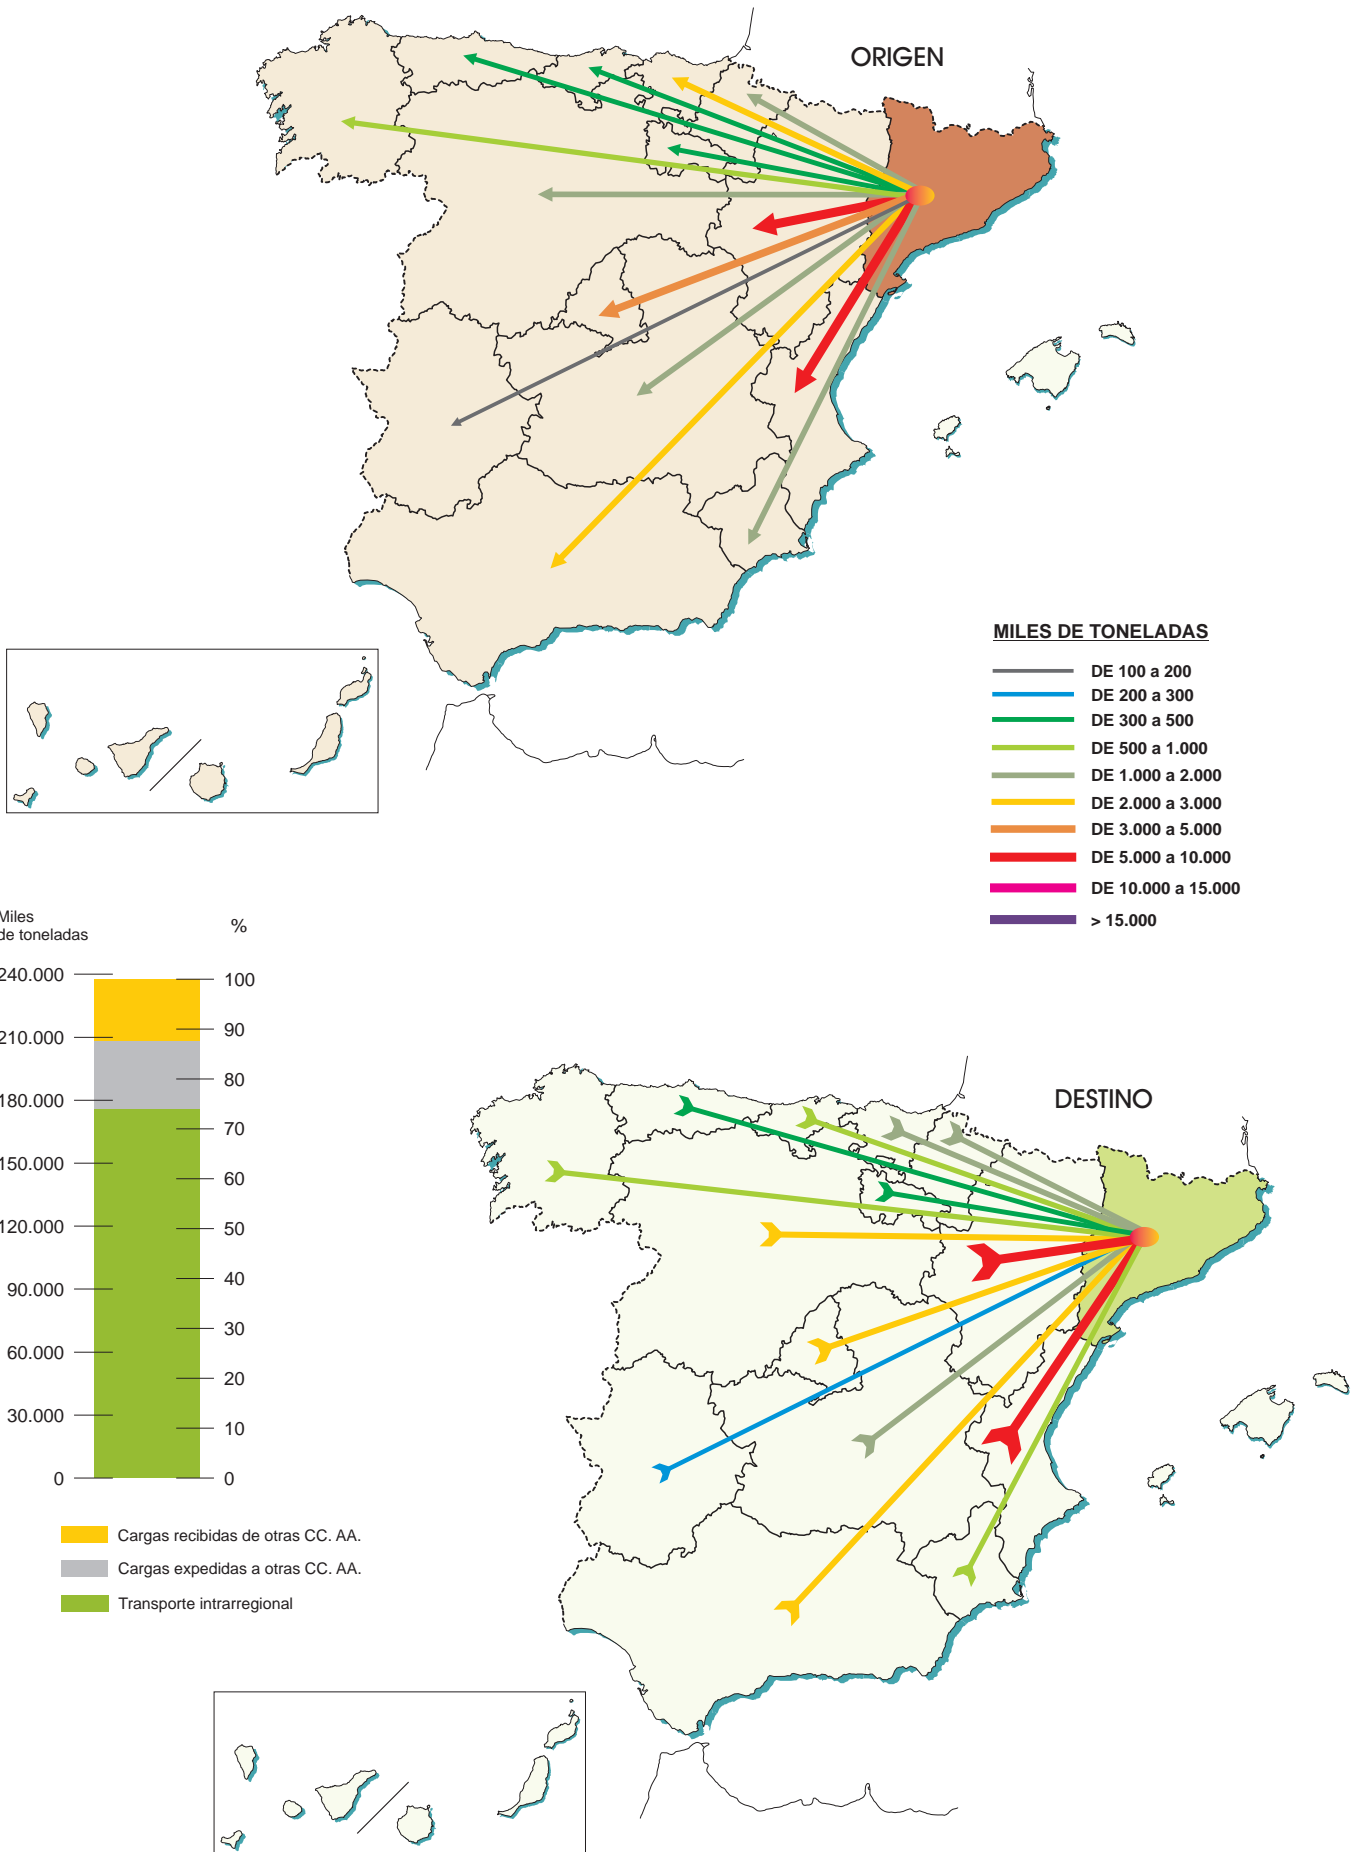 ORIGEN
MILES DE TONELADAS
DE 100 a 200
DE 200 a 300
DE 300 a 500
DE 500 a 1.000
DE 1.000 a 2.000
DE 2.000 a 3.000
DE 3.000 a 5.000
DE 5.000 a 10.000
DE 10.000 a 15.000
> 15.000
Miles
de toneladas
%
240.000
100
90
210.000
80
180.000
70
150.000
60
120.000
50
40
90.000
30
60.000
20
30.000
10
0
0
Cargas recibidas de otras CC. AA.
Cargas expedidas a otras CC. AA.
Transporte intrarregional
DESTINO